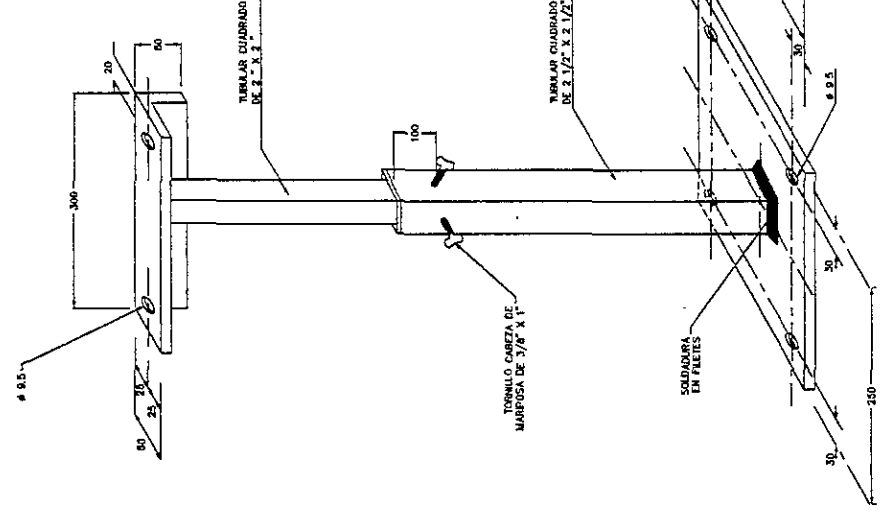 ø 9.5
300
20
50
25
25
50
TUBULAR CUADRADO
DE 2 " X 2 "
100
TORNILLO CABEZA DE
MARIPOSA DE 3/8" X 1"
TUBULAR CUADRADO
DE 2 1/2" X 2 1/2"
SOLDADURA
EN FILETES
30
ø 9.5
30
30
250